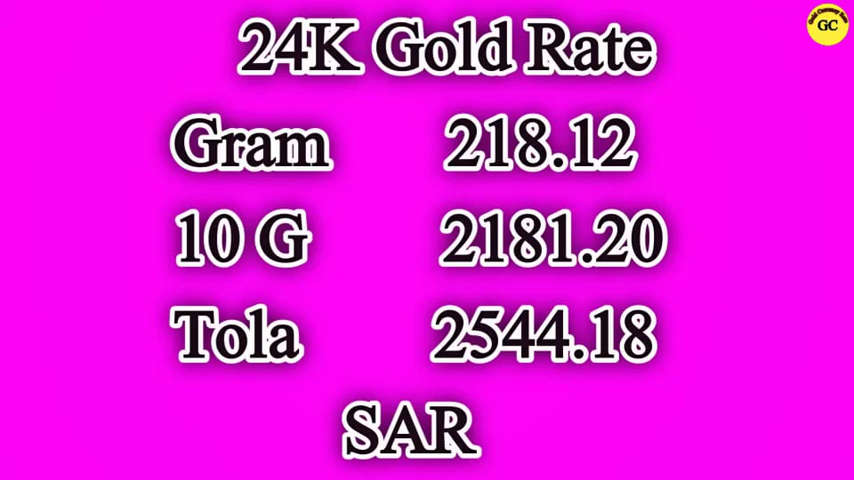 24K Gold Rate
GC
Gram 218.12
10 G 2181.20
Tola 2544.18
SAR